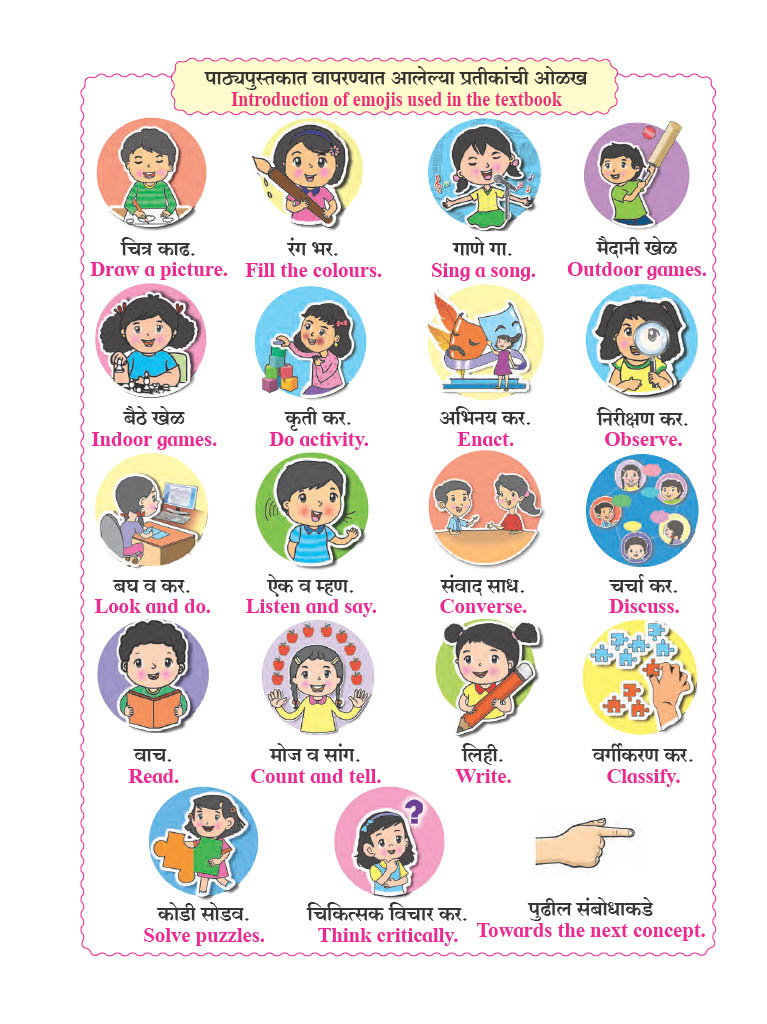 पाठ्यपुस्तकात वापरण्यात आलेल्या प्रतीकांची ओळख
Introduction of emojis used in the textbook
चित्र काढ.
Draw a picture.
रंग भर.
Fill the colours.
गाणे गा.
Sing a song.
मैदानी खेळ
Outdoor games.
बैठे खेळ
Indoor games.
कृती कर.
Do activity.
अभिनय कर.
Enact.
निरीक्षण कर.
Observe.
बघ व कर.
Look and do.
ऐक व म्हण.
Listen and say.
संवाद साध.
Converse.
चर्चा कर.
Discuss.
वाच.
Read.
मोज व सांग.
Count and tell.
लिही.
Write.
वर्गीकरण कर.
Classify.
?
कोडी सोडव.
Solve puzzles.
चिकित्सक विचार कर.
Think critically.
पुढील संबोधाकडे
Towards the next concept.